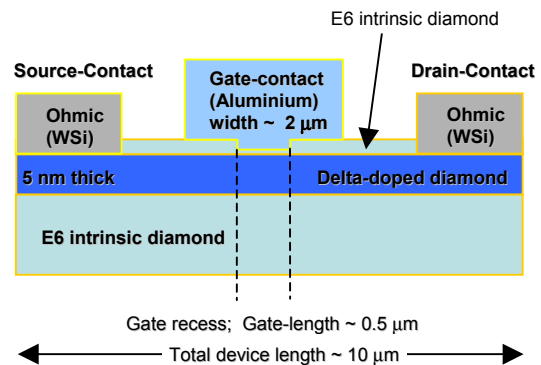 E6 intrinsic diamond
Source-Contact
Gate-contact
(Aluminium)
width ~ 2 μm
Drain-Contact
Ohmic
(WSi)
Ohmic
(WSi)
5 nm thick
Delta-doped diamond
E6 intrinsic diamond
Gate recess; Gate-length ~ 0.5 μm
Total device length ~ 10 μm